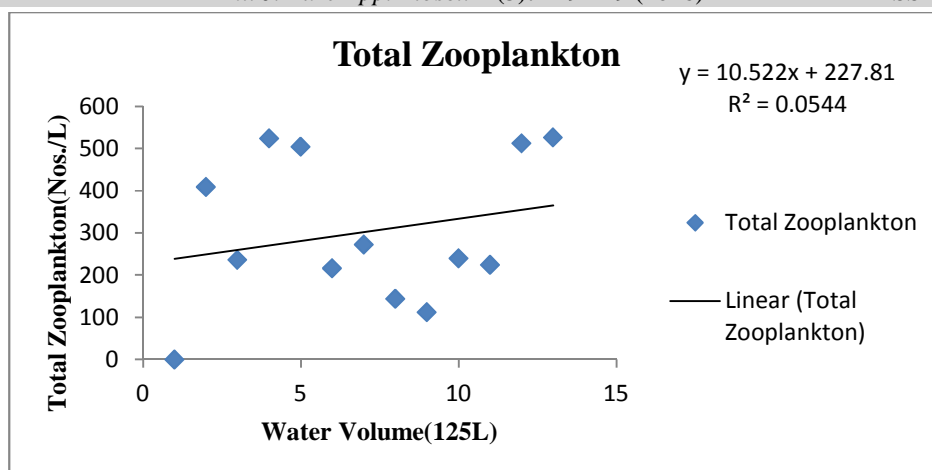 Total Zooplankton
y = 10.522x + 227.81
R² = 0.0544
Total Zooplankton(Nos./L)
600
500
400
300
200
100
0
0
5
10
15
Water Volume(125L)
Total Zooplankton
Linear (Total
Zooplankton)